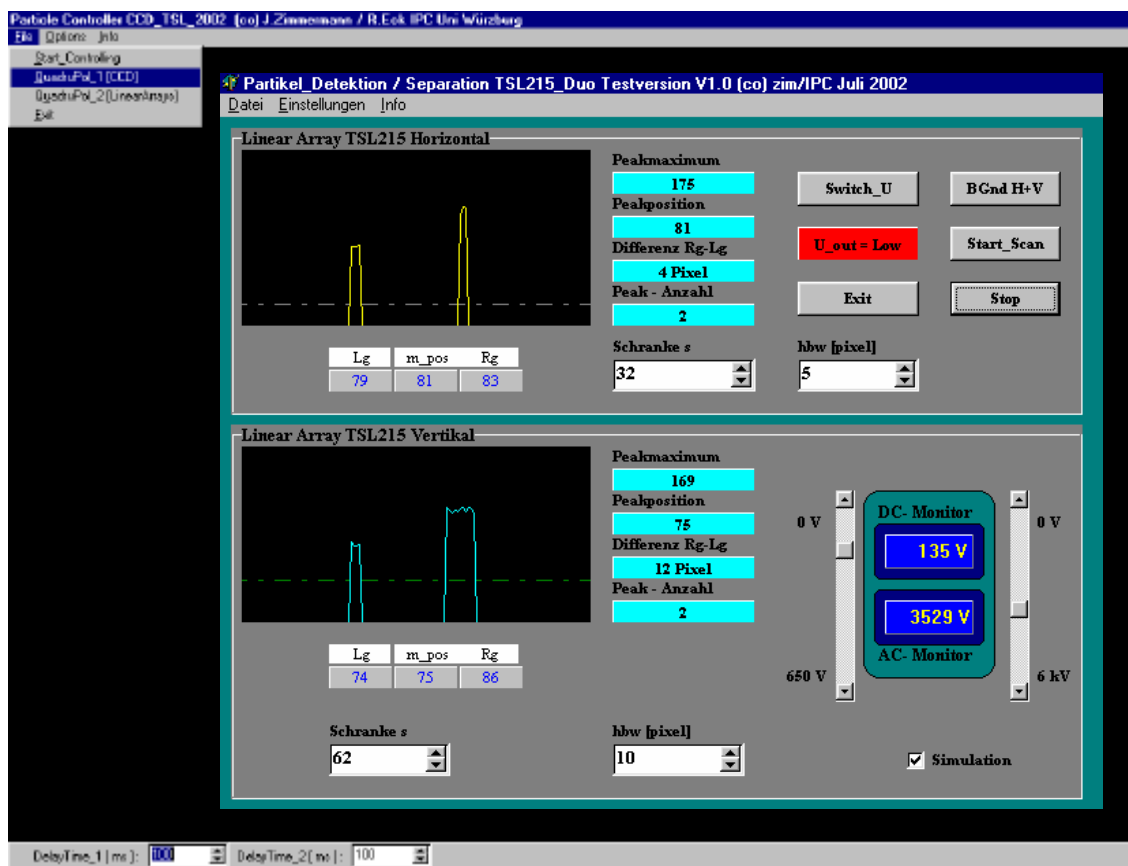 Particle Controller CCD_TSL_2002 (co) J.Zimmermann / R.Eck IPC Uni Würzburg
File Options Info
Start_Controlling
QuadruPol_1 [CCD]
QuadruPol_2 [LinearArrays]
Exit
Partikel_Detektion / Separation TSL215_Duo Testversion V1.0 (co) zim/IPC Juli 2002
Datei Einstellungen Info
Linear Array TSL215 Horizontal
Peakmaximum
175
Peakposition
81
Differenz Rg-Lg
4 Pixel
Peak - Anzahl
2
Switch_U BGnd H+V
U_out = Low Start_Scan
Exit Stop
Lg m_pos Rg
79 81 83
Schranke s hbw [pixel]
32 5
Linear Array TSL215 Vertikal
Peakmaximum
169
Peakposition
75
Differenz Rg-Lg
12 Pixel
Peak - Anzahl
2
Lg m_pos Rg
74 75 86
0 V DC- Monitor 0 V
135 V
3529 V
650 V AC- Monitor 6 kV
Schranke s hbw [pixel]
62 10
Simulation
DelayTime_1 [ms]: 1000 DelayTime_2[ms]: 100